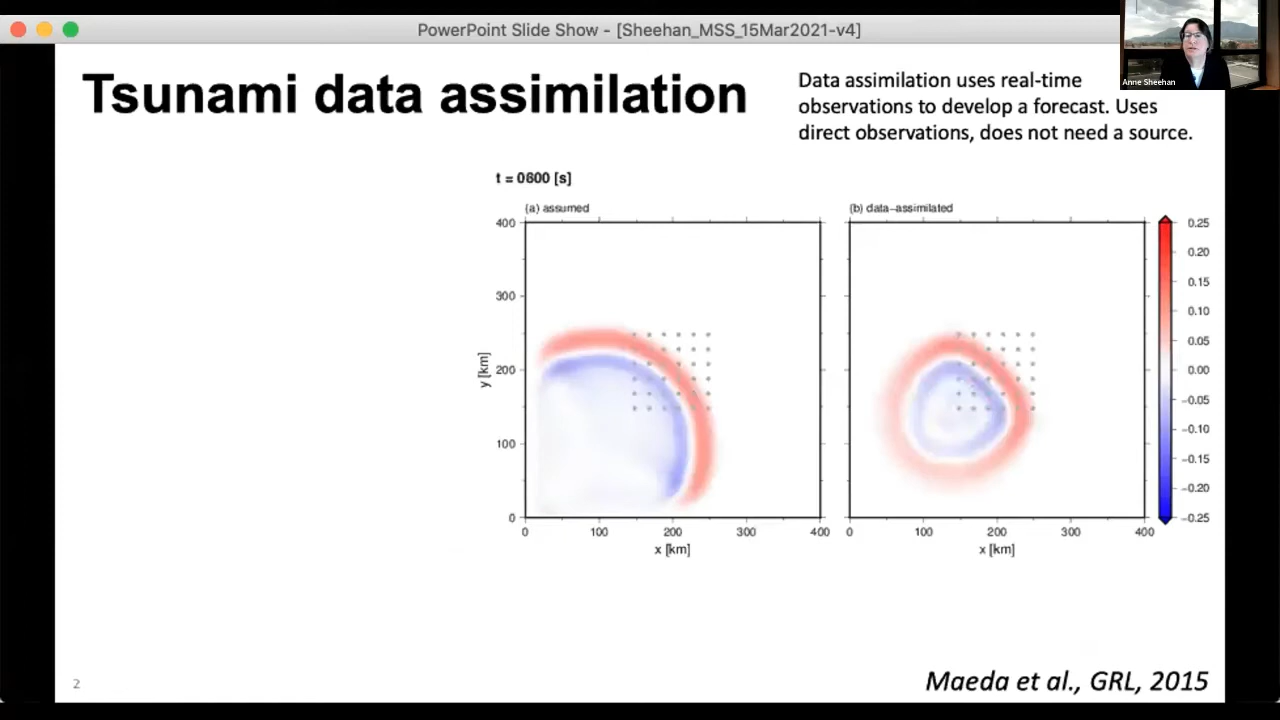 PowerPoint Slide Show - [Sheehan_MSS_15Mar2021-v4]
Anne Sheehan
Tsunami data assimilation
Data assimilation uses real-time
observations to develop a forecast. Uses
direct observations, does not need a source.
t = 0600 [s]
(a) assumed
(b) data-assimilated
400
300
200
100
0
y [km]
0 100 200 300 400
x [km]
0 100 200 300 400
x [km]
0.25
0.20
0.15
0.10
0.05
0.00
-0.05
-0.10
-0.15
-0.20
-0.25
2
Maeda et al., GRL, 2015